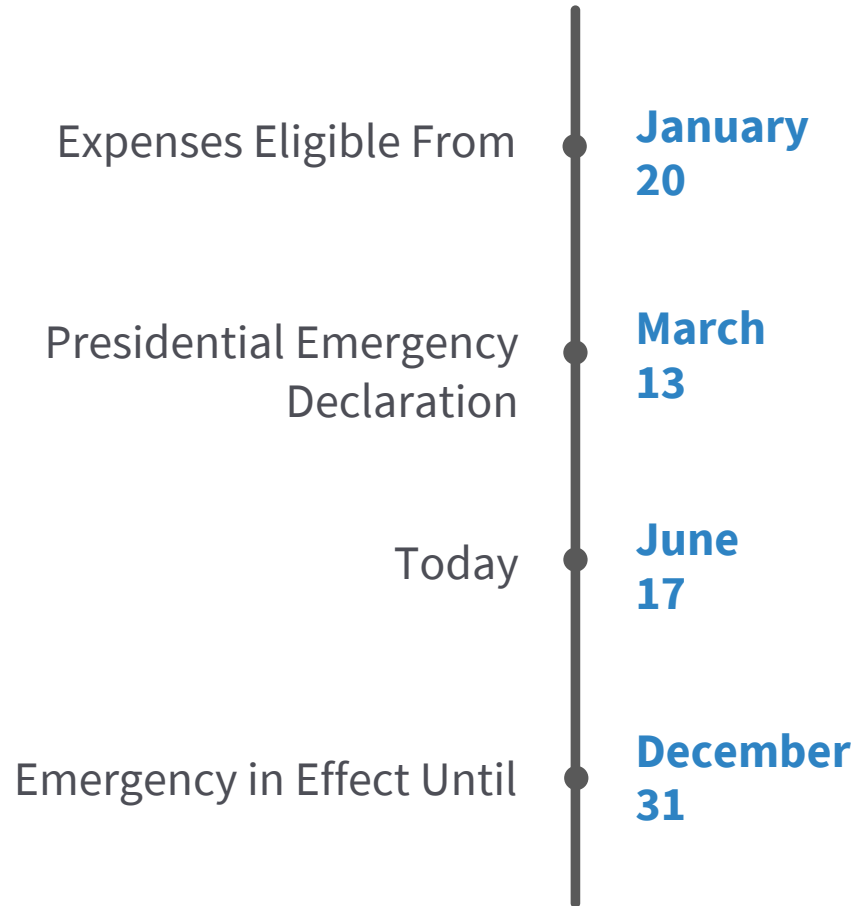 Expenses Eligible From
January
20
Presidential Emergency
Declaration
March
13
Today
June
17
Emergency in Effect Until
December
31